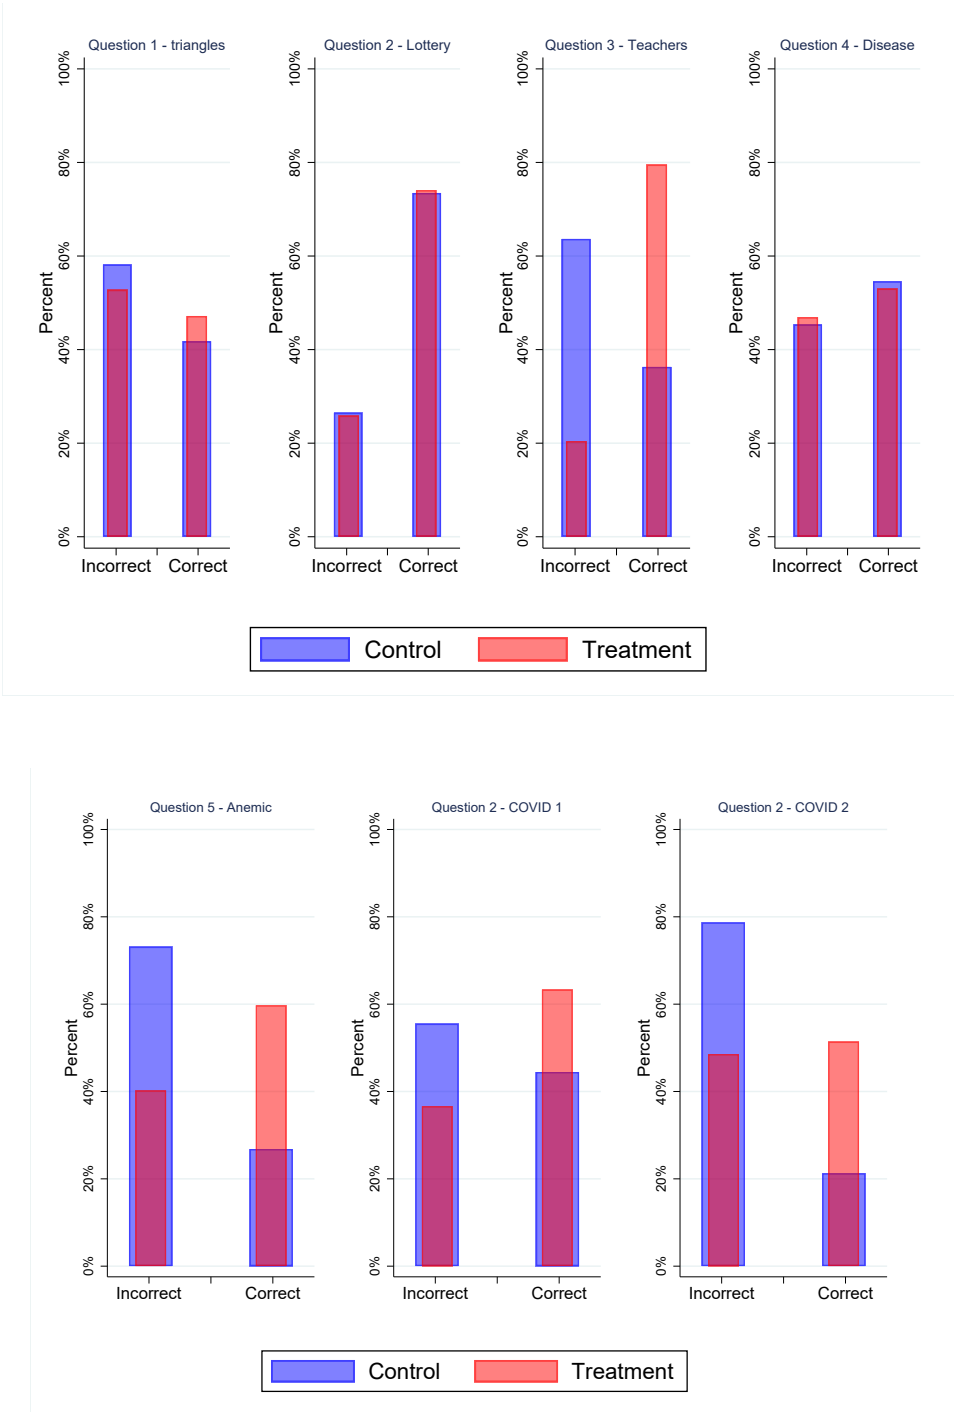 Question 1 - triangles
Question 2 - Lottery
Question 3 - Teachers
Question 4 - Disease
Percent
100%
80%
60%
40%
20%
0%
Incorrect Correct
Percent
100%
80%
60%
40%
20%
0%
Incorrect Correct
Percent
100%
80%
60%
40%
20%
0%
Incorrect Correct
Percent
100%
80%
60%
40%
20%
0%
Incorrect Correct
Control Treatment
Question 5 - Anemic
Question 2 - COVID 1
Question 2 - COVID 2
Percent
100%
80%
60%
40%
20%
0%
Incorrect Correct
Percent
100%
80%
60%
40%
20%
0%
Incorrect Correct
Percent
100%
80%
60%
40%
20%
0%
Incorrect Correct
Control Treatment